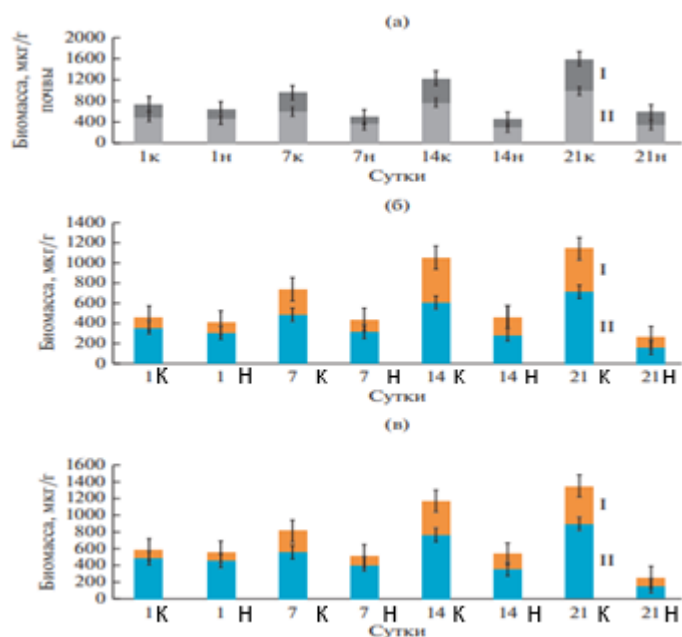 (а)
Биомасса, мкг/г
почвы
2000
1600
1200
800
400
0
I
II
1к 1н 7к 7н 14к 14н 21к 21н
Сутки
(б)
Биомасса, мкг/г
1400
1200
1000
800
600
400
200
0
I
II
1 К 1 Н 7 К 7 Н 14 К 14 Н 21 К 21 Н
Сутки
(в)
Биомасса, мкг/г
1600
1400
1200
1000
800
600
400
200
0
I
II
1 К 1 Н 7 К 7 Н 14 К 14 Н 21 К 21 Н
Сутки